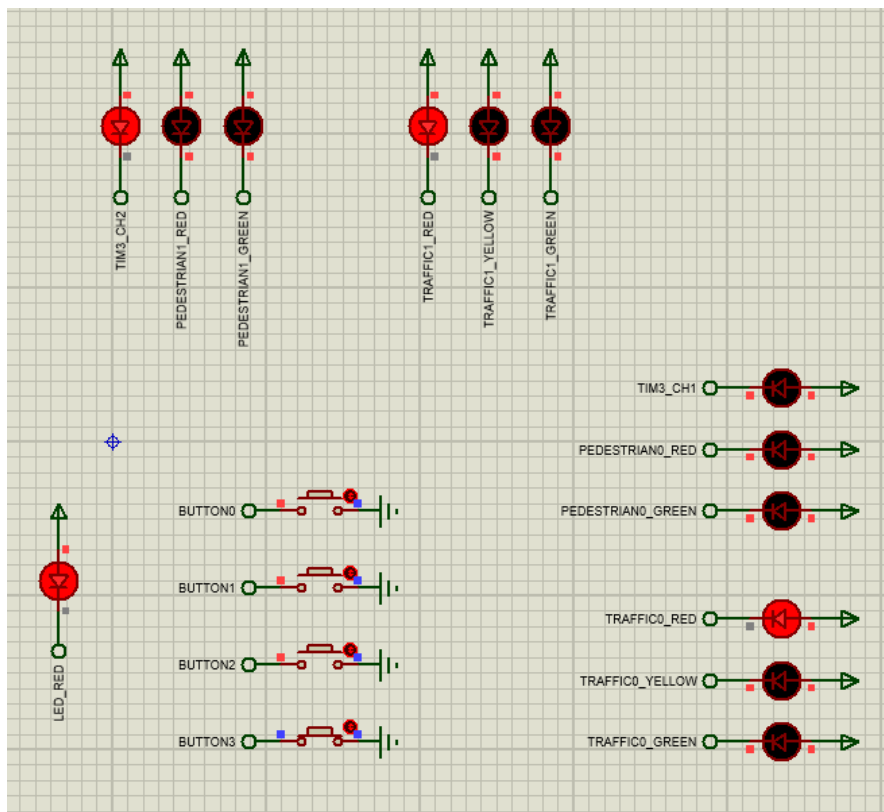 TIM3_CH2
PEDESTRIAN1_RED
PEDESTRIAN1_GREEN
TRAFFIC1_RED
TRAFFIC1_YELLOW
TRAFFIC1_GREEN
TIM3_CH1
PEDESTRIAN0_RED
PEDESTRIAN0_GREEN
TRAFFIC0_RED
TRAFFIC0_YELLOW
TRAFFIC0_GREEN
LED_RED
BUTTON0
BUTTON1
BUTTON2
BUTTON3